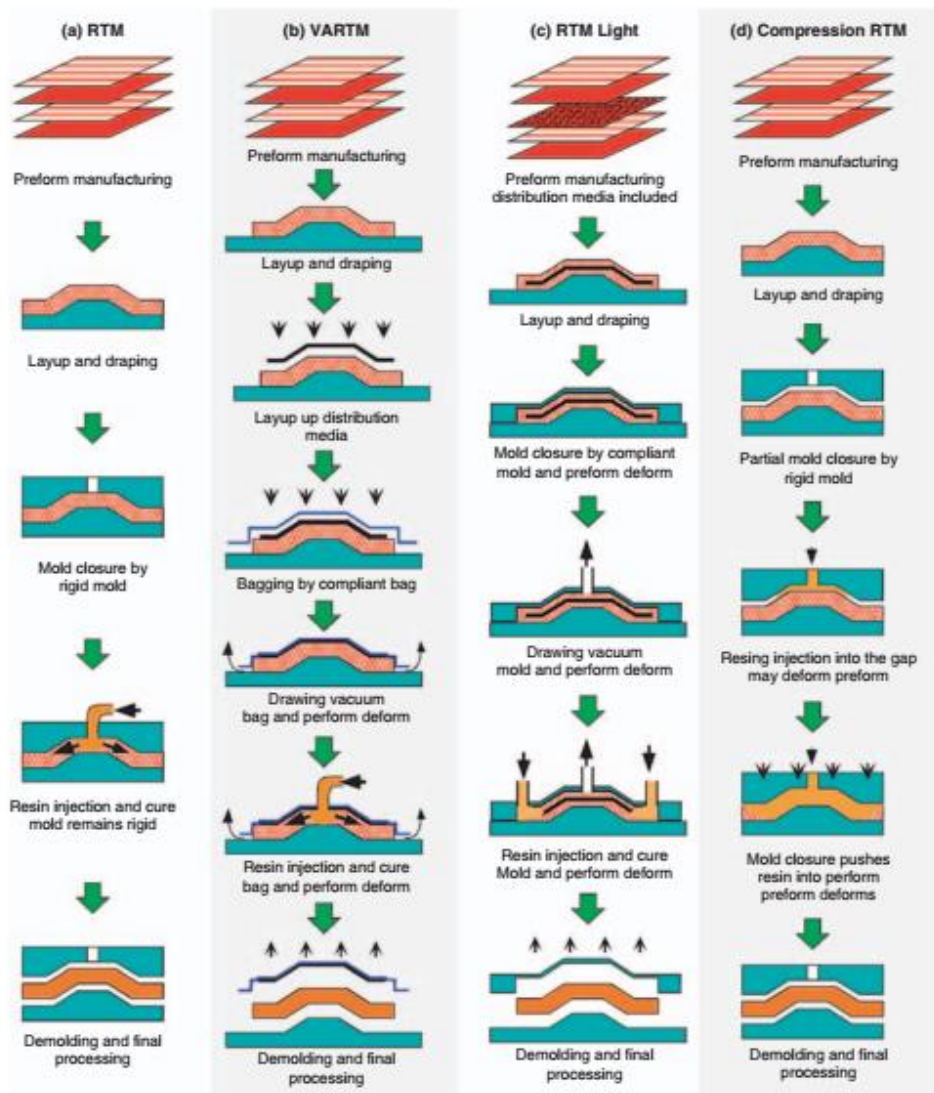 (a) RTM
Preform manufacturing
Layup and draping
Mold closure by
rigid mold
Resin injection and cure
mold remains rigid
Demolding and final
processing
(b) VARTM
Preform manufacturing
Layup and draping
Layup up distribution
media
Bagging by compliant bag
Drawing vacuum
bag and perform deform
Resin injection and cure
bag and perform deform
Demolding and final
processing
(c) RTM Light
Preform manufacturing
distribution media included
Layup and draping
Mold closure by compliant
mold and preform deform
Drawing vacuum
mold and perform deform
Resin injection and cure
Mold and perform deform
Demolding and final
processing
(d) Compression RTM
Preform manufacturing
Layup and draping
Partial mold closure by
rigid mold
Resing injection into the gap
may deform preform
Mold closure pushes
resin into perform
preform deforms
Demolding and final
processing